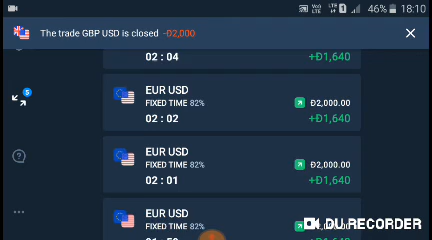 46% 18:10
The trade GBP USD is closed -Đ2,000
02 : 04 +Đ1,640
5
EUR USD
FIXED TIME 82% Đ2,000.00
02 : 02 +Đ1,640
EUR USD
FIXED TIME 82% Đ2,000.00
02 : 01 +Đ1,640
EUR USD
FIXED TIME 82%
DU RECORDER